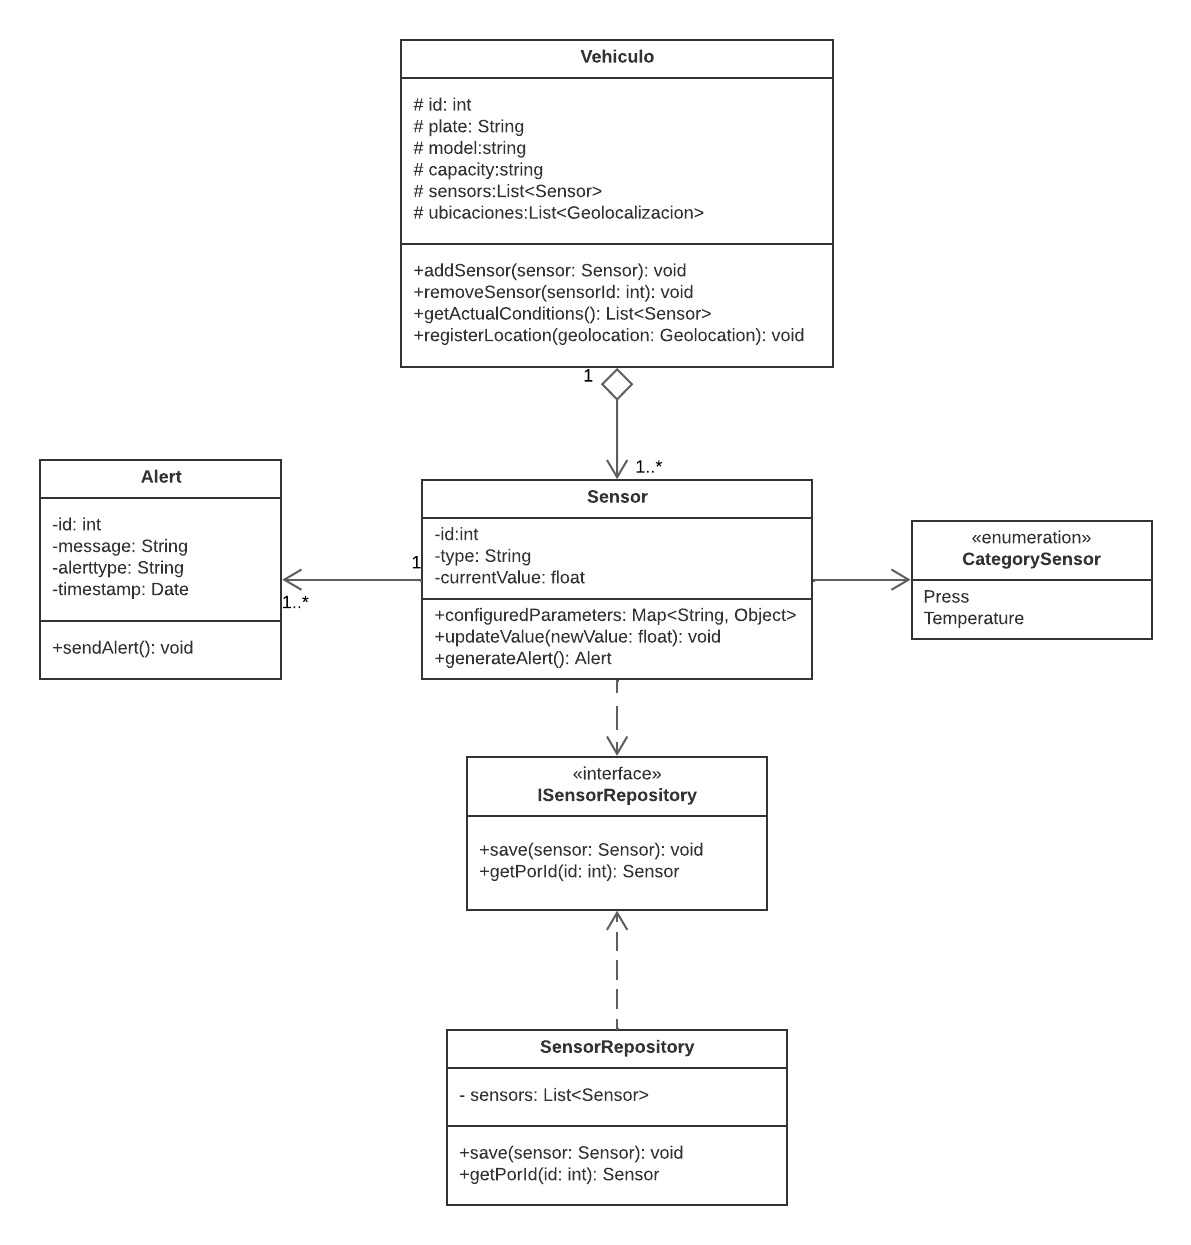 Vehiculo
# id: int
# plate: String
# model:string
# capacity:string
# sensors:List<Sensor>
# ubicaciones:List<Geolocalizacion>
+addSensor(sensor: Sensor): void
+removeSensor(sensorId: int): void
+getActualConditions(): List<Sensor>
+registerLocation(geolocation: Geolocation): void
1
1..*
Alert
-id: int
-message: String
-alerttype: String
-timestamp: Date
+sendAlert(): void
1
1..*
Sensor
-id:int
-type: String
-currentValue: float
+configuredParameters: Map<String, Object>
+updateValue(newValue: float): void
+generateAlert(): Alert
«enumeration»
CategorySensor
Press
Temperature
«interface»
ISensorRepository
+save(sensor: Sensor): void
+getPorId(id: int): Sensor
SensorRepository
- sensors: List<Sensor>
+save(sensor: Sensor): void
+getPorId(id: int): Sensor